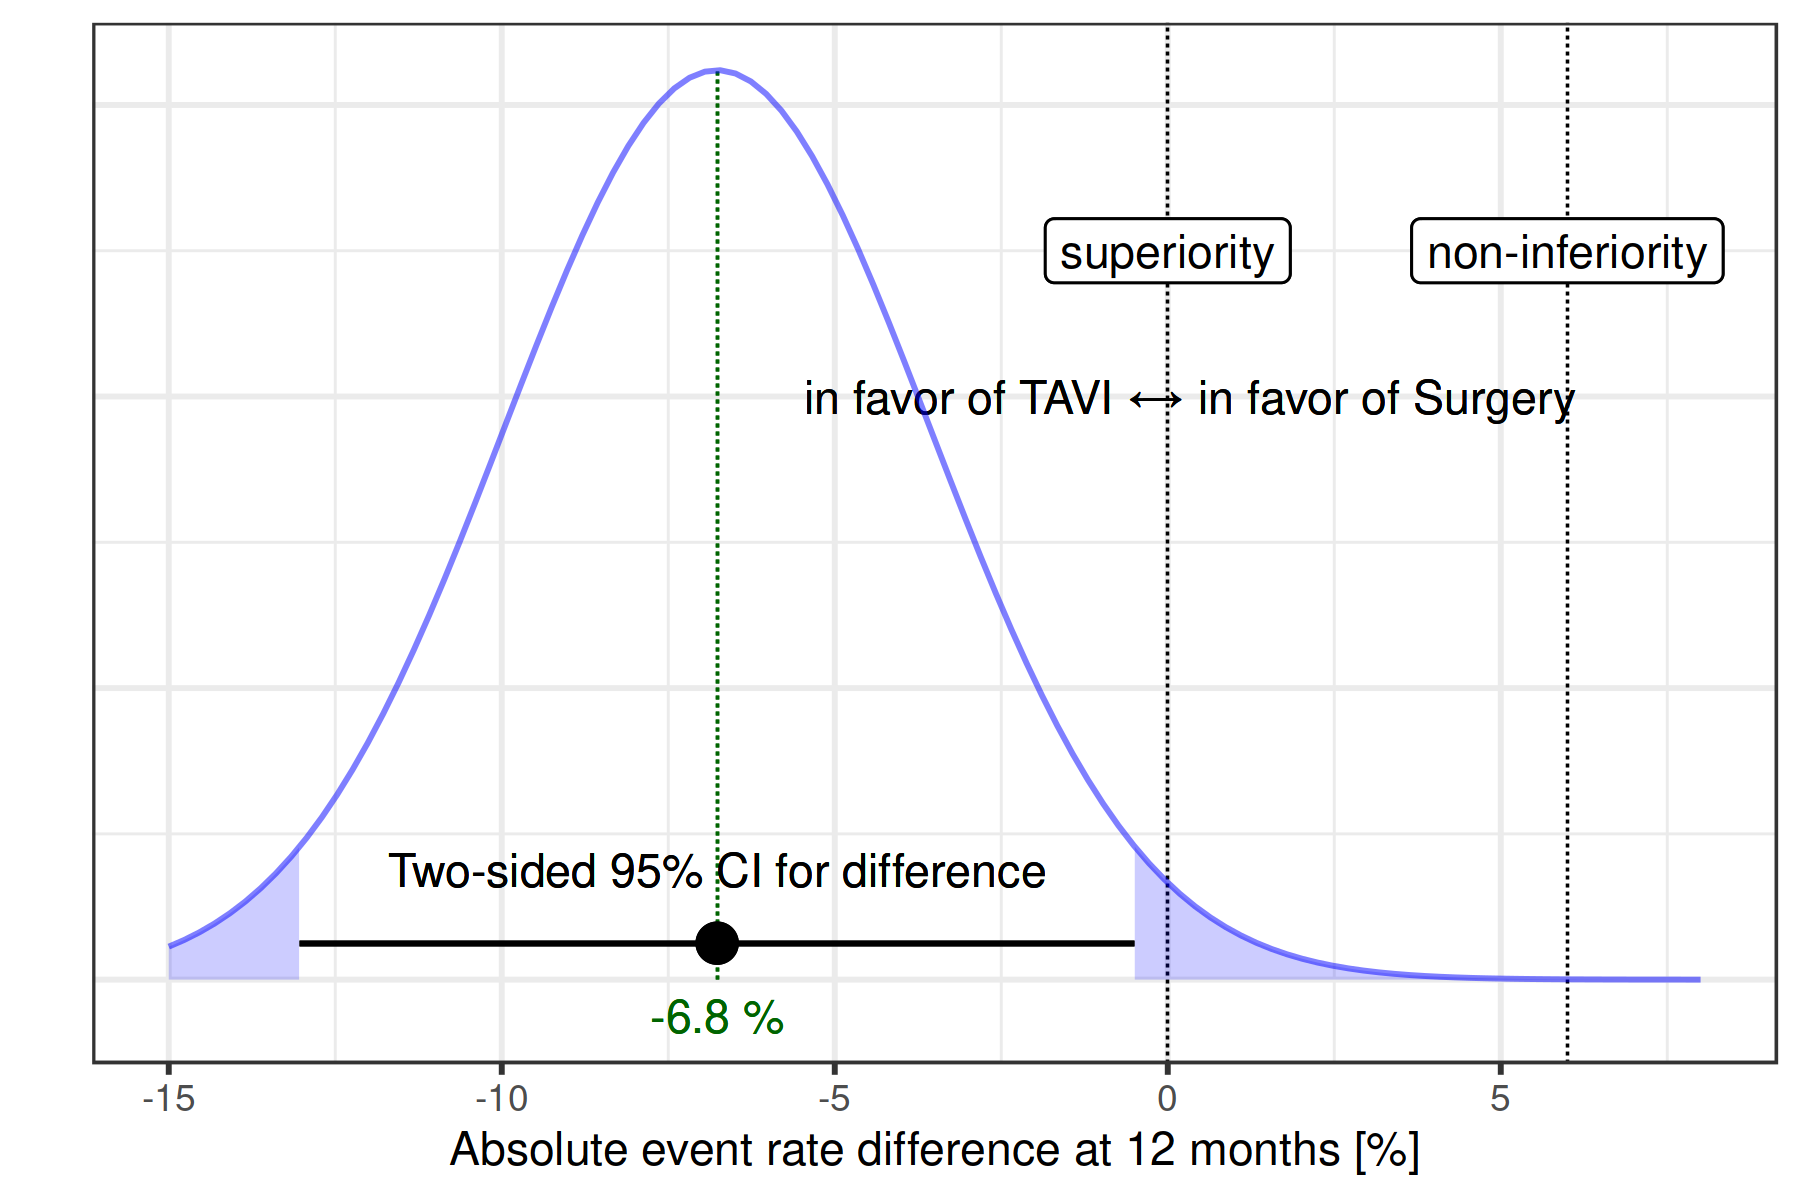 superiority
non-inferiority
in favor of TAVI ↔ in favor of Surgery
Two-sided 95% CI for difference
-6.8 %
-15
-10
-5
0
5
Absolute event rate difference at 12 months [%]